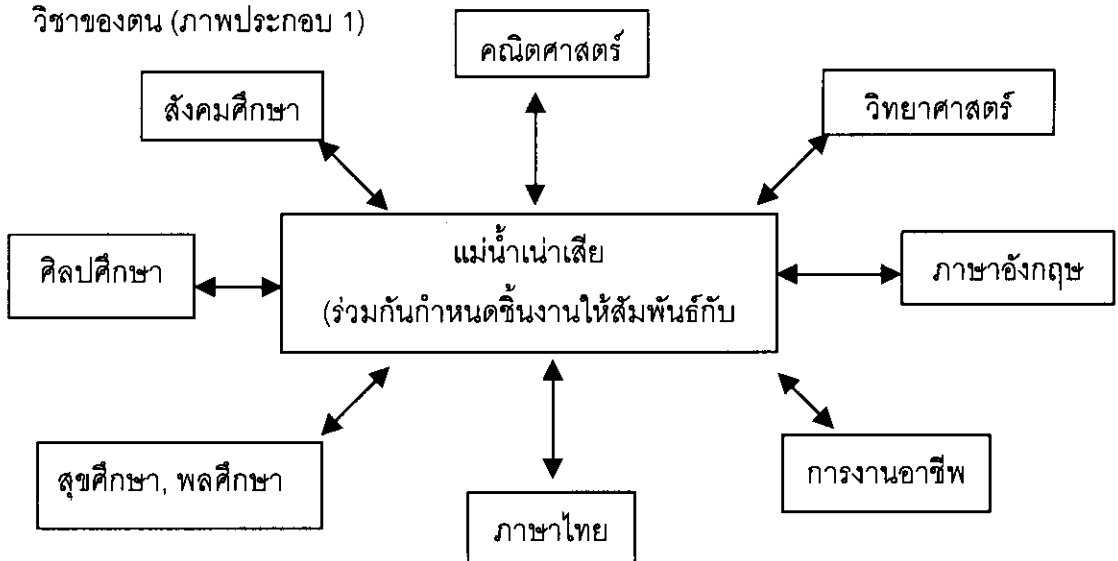 วิชาของตน (ภาพประกอบ 1)
คณิตศาสตร์
สังคมศึกษา
วิทยาศาสตร์
แม่น้ำเน่าเสีย
(ร่วมกันกำหนดชิ้นงานให้สัมพันธ์กับ
ศิลปศึกษา
ภาษาอังกฤษ
สุขศึกษา, พลศึกษา
การงานอาชีพ
ภาษาไทย